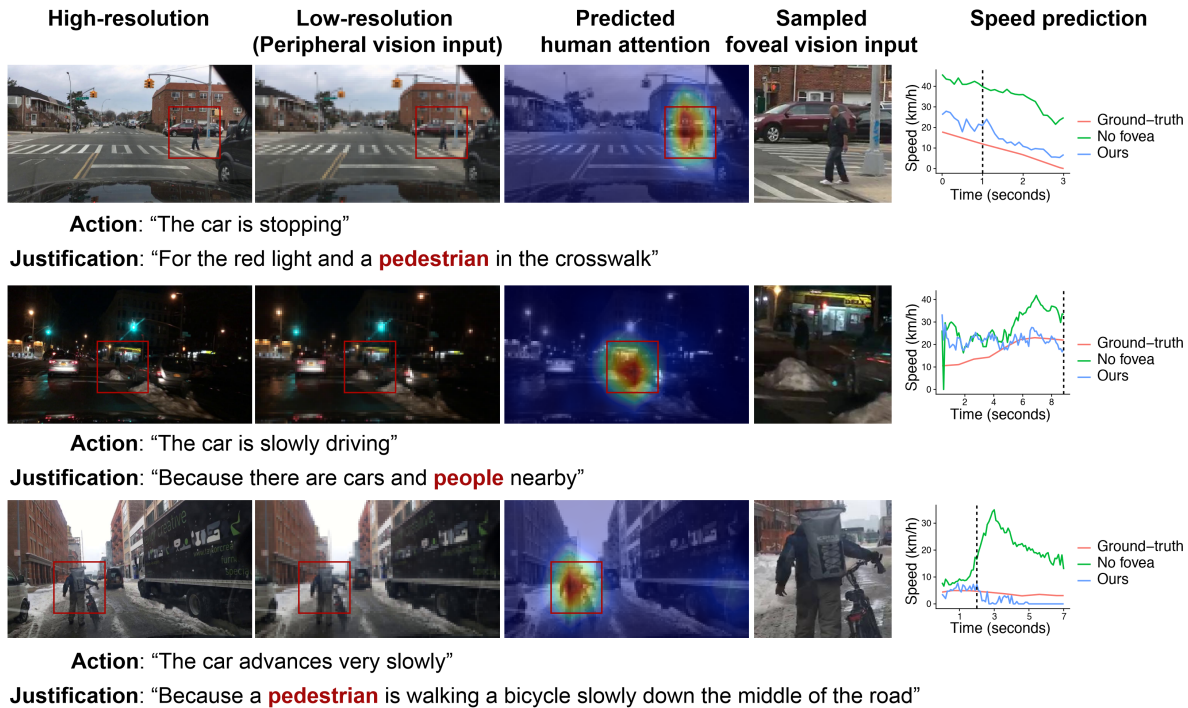 High-resolution
Low-resolution
(Peripheral vision input)
Predicted
human attention
Sampled
foveal vision input
Speed prediction
Speed (km/h)
40
30
20
10
0
0 1 2 3
Time (seconds)
Ground−truth
No fovea
Ours
Action: “The car is stopping”
Justification: “For the red light and a pedestrian in the crosswalk”
Speed (km/h)
40
30
20
10
0
2 4 6 8
Time (seconds)
Ground−truth
No fovea
Ours
Action: “The car is slowly driving”
Justification: “Because there are cars and people nearby”
Speed (km/h)
30
20
10
0
1 3 5 7
Time (seconds)
Ground−truth
No fovea
Ours
Action: “The car advances very slowly”
Justification: “Because a pedestrian is walking a bicycle slowly down the middle of the road”